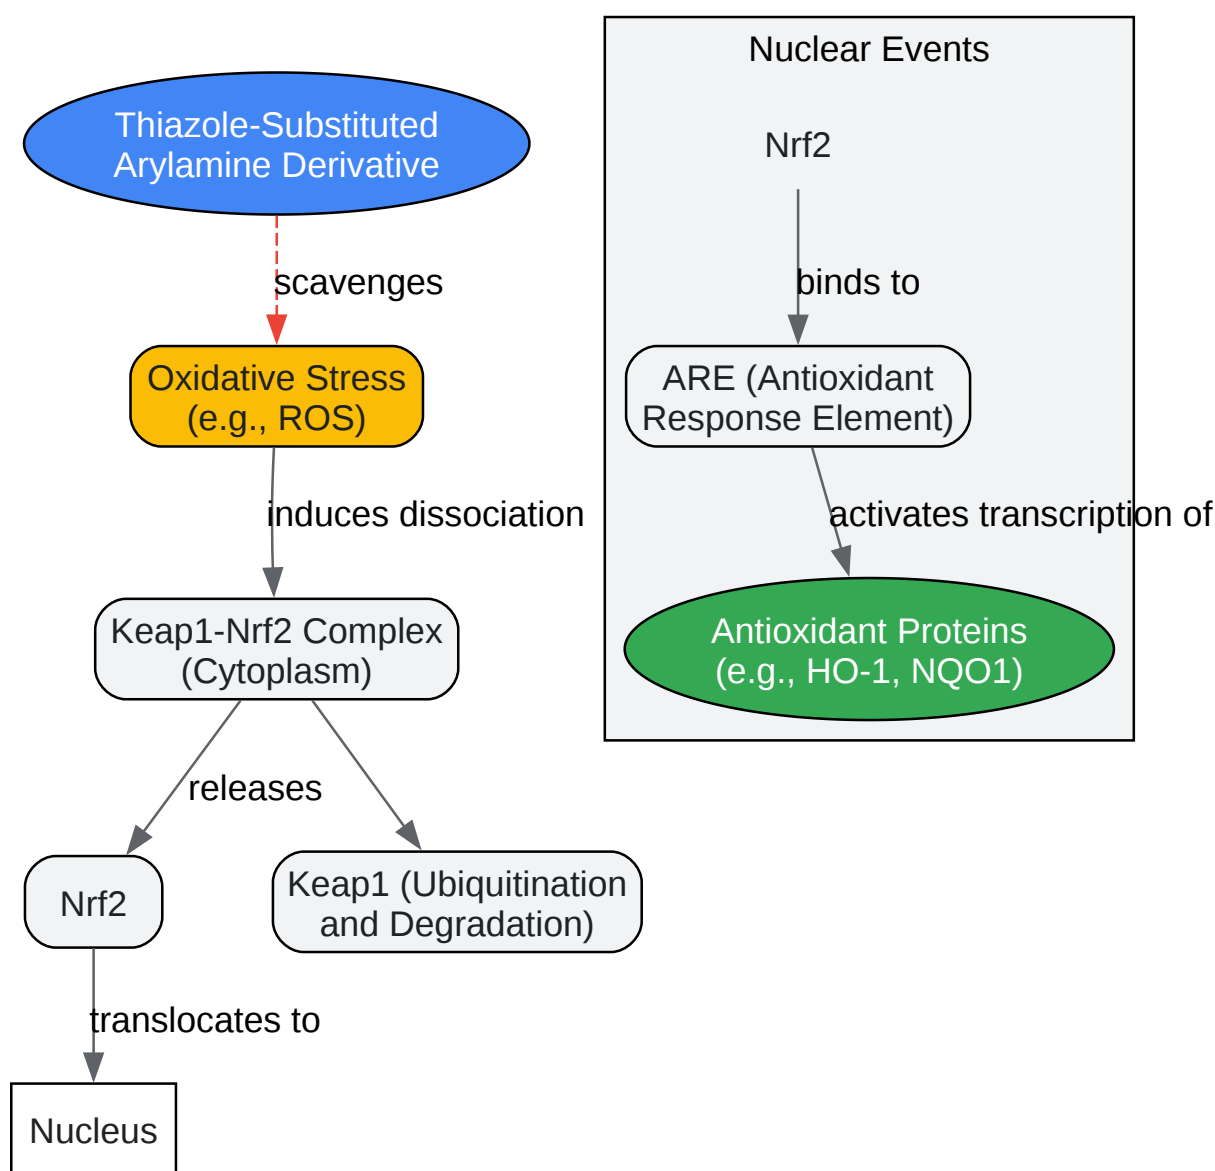 Thiazole-Substituted
Arylamine Derivative
scavenges
Oxidative Stress
(e.g., ROS)
induces dissociation
Keap1-Nrf2 Complex
(Cytoplasm)
releases
Nrf2
Keap1 (Ubiquitination
and Degradation)
translocates to
Nucleus
Nuclear Events
Nrf2
binds to
ARE (Antioxidant
Response Element)
activates transcription of
Antioxidant Proteins
(e.g., HO-1, NQO1)